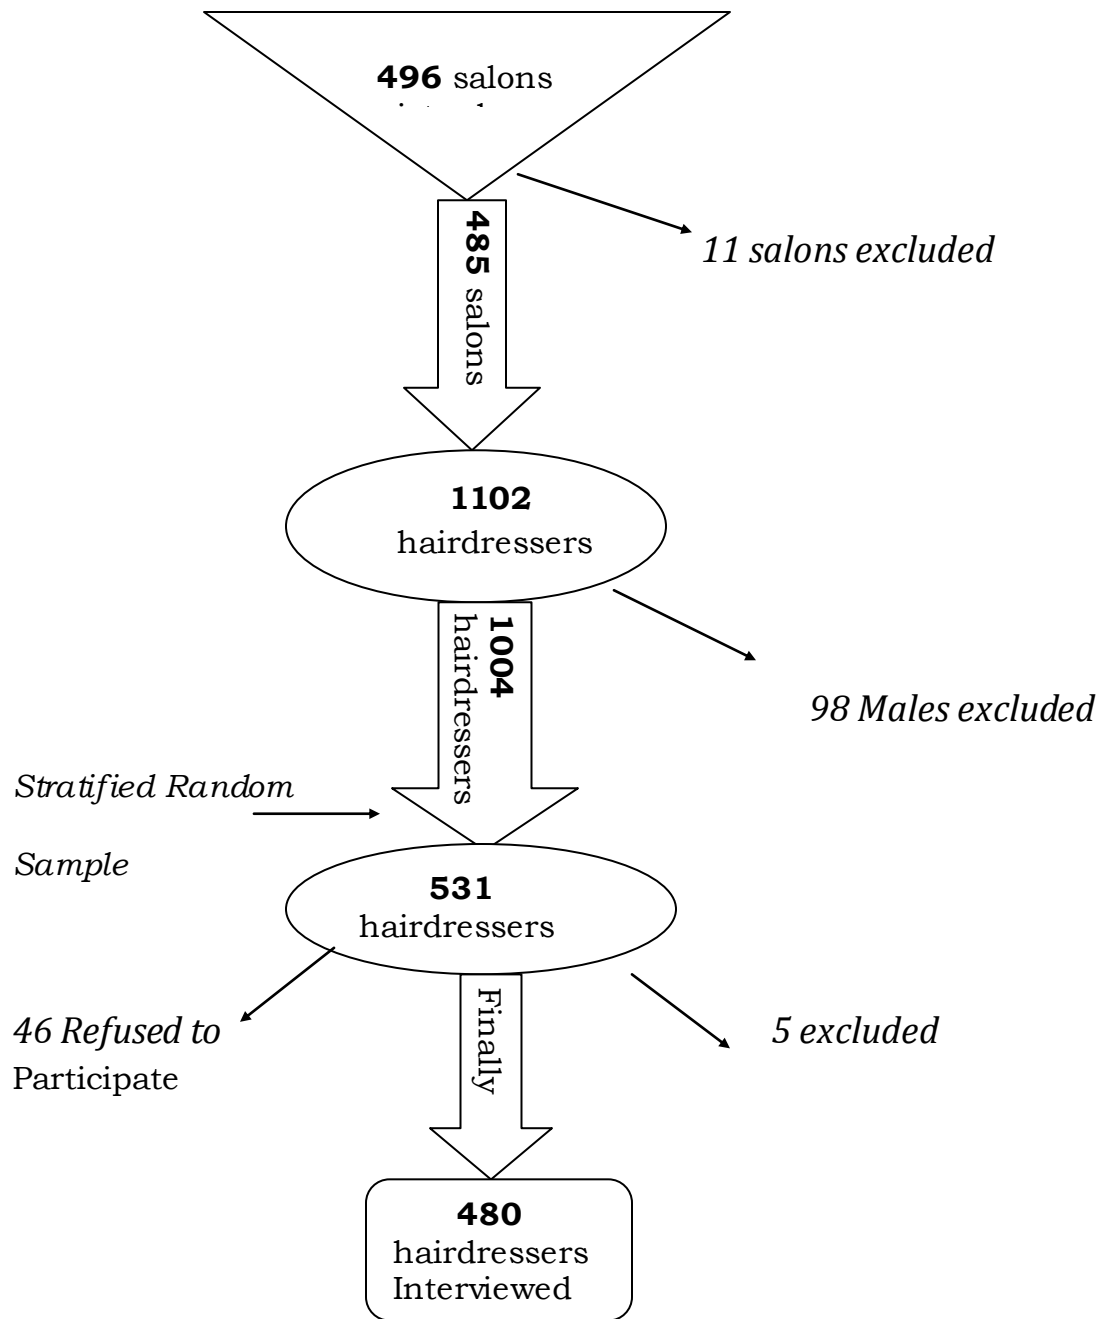 496 salons
11 salons excluded
485 salons
1102
hairdressers
1004
hairdressers
98 Males excluded
Stratified Random
Sample
531
hairdressers
46 Refused to
Participate
Finally
5 excluded
480
hairdressers
Interviewed